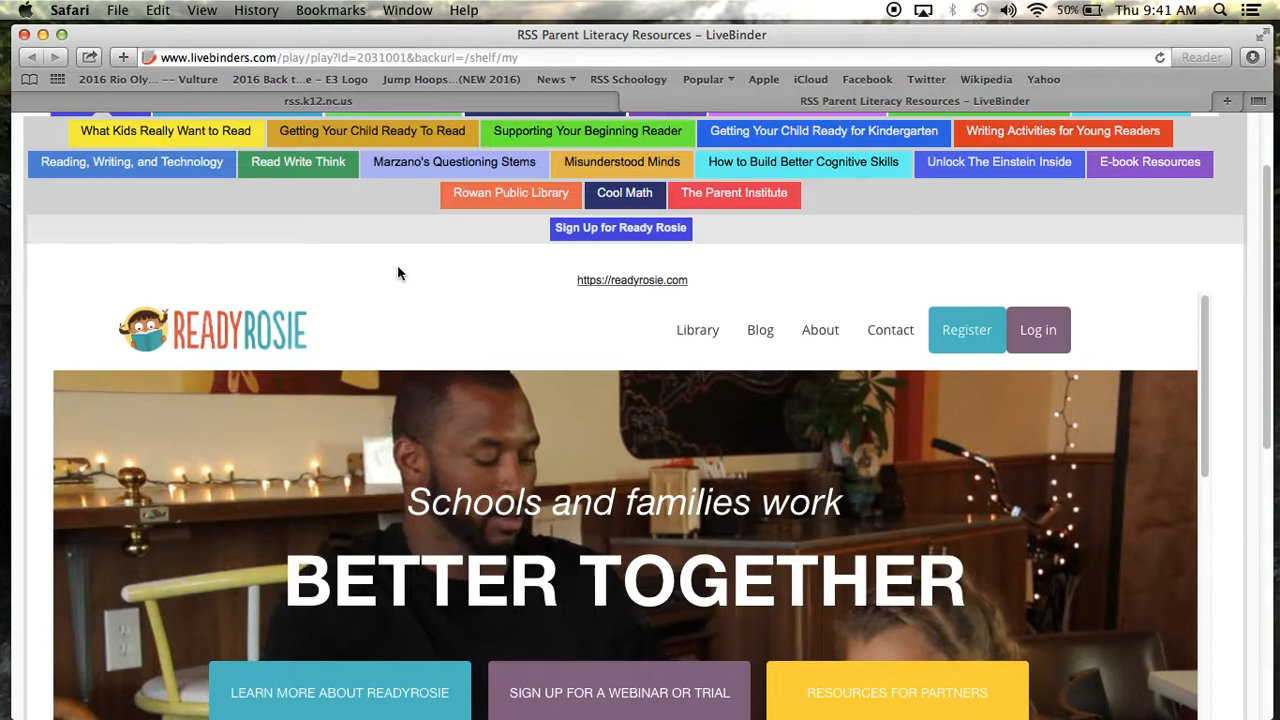 Safari File Edit View History Bookmarks Window Help 50% Thu 9:41 AM
RSS Parent Literacy Resources - LiveBinder
www.livebinders.com/play/play?id=2031001&backurl=/shelf/my Reader
2016 Rio Oly... -- Vulture 2016 Back t...- E3 Logo Jump Hoops...(NEW 2016) News RSS Schoology Popular Apple iCloud Facebook Twitter Wikipedia Yahoo
rss.k12.nc.us RSS Parent Literacy Resources - LiveBinder
What Kids Really Want to Read Getting Your Child Ready To Read Supporting Your Beginning Reader Getting Your Child Ready for Kindergarten Writing Activities for Young Readers
Reading, Writing, and Technology Read Write Think Marzano's Questioning Stems Misunderstood Minds How to Build Better Cognitive Skills Unlock The Einstein Inside E-book Resources
Rowan Public Library Cool Math The Parent Institute
Sign Up for Ready Rosie
https://readyrosie.com
READYROSIE Library Blog About Contact Register Log in
Schools and families work
BETTER TOGETHER
LEARN MORE ABOUT READYROSIE SIGN UP FOR A WEBINAR OR TRIAL RESOURCES FOR PARTNERS